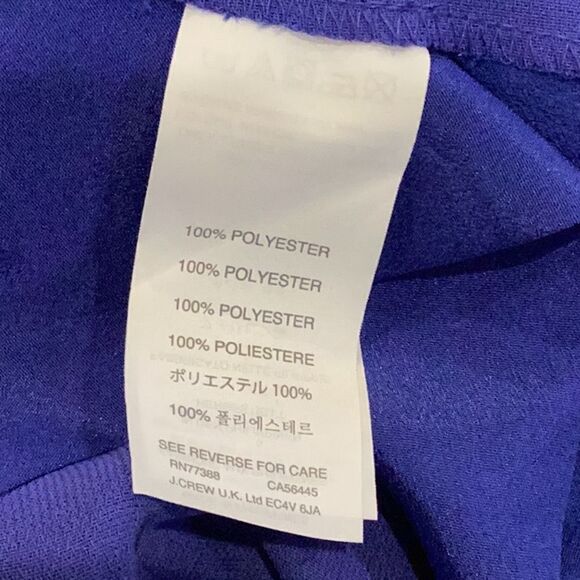 100% POLYESTER
100% POLYESTER
100% POLYESTER
100% POLIESTERE
ポリエステル 100%
100% 폴리에스테르
SEE REVERSE FOR CARE
RN77388 CA56445
J.CREW U.K. Ltd EC4V 6JA